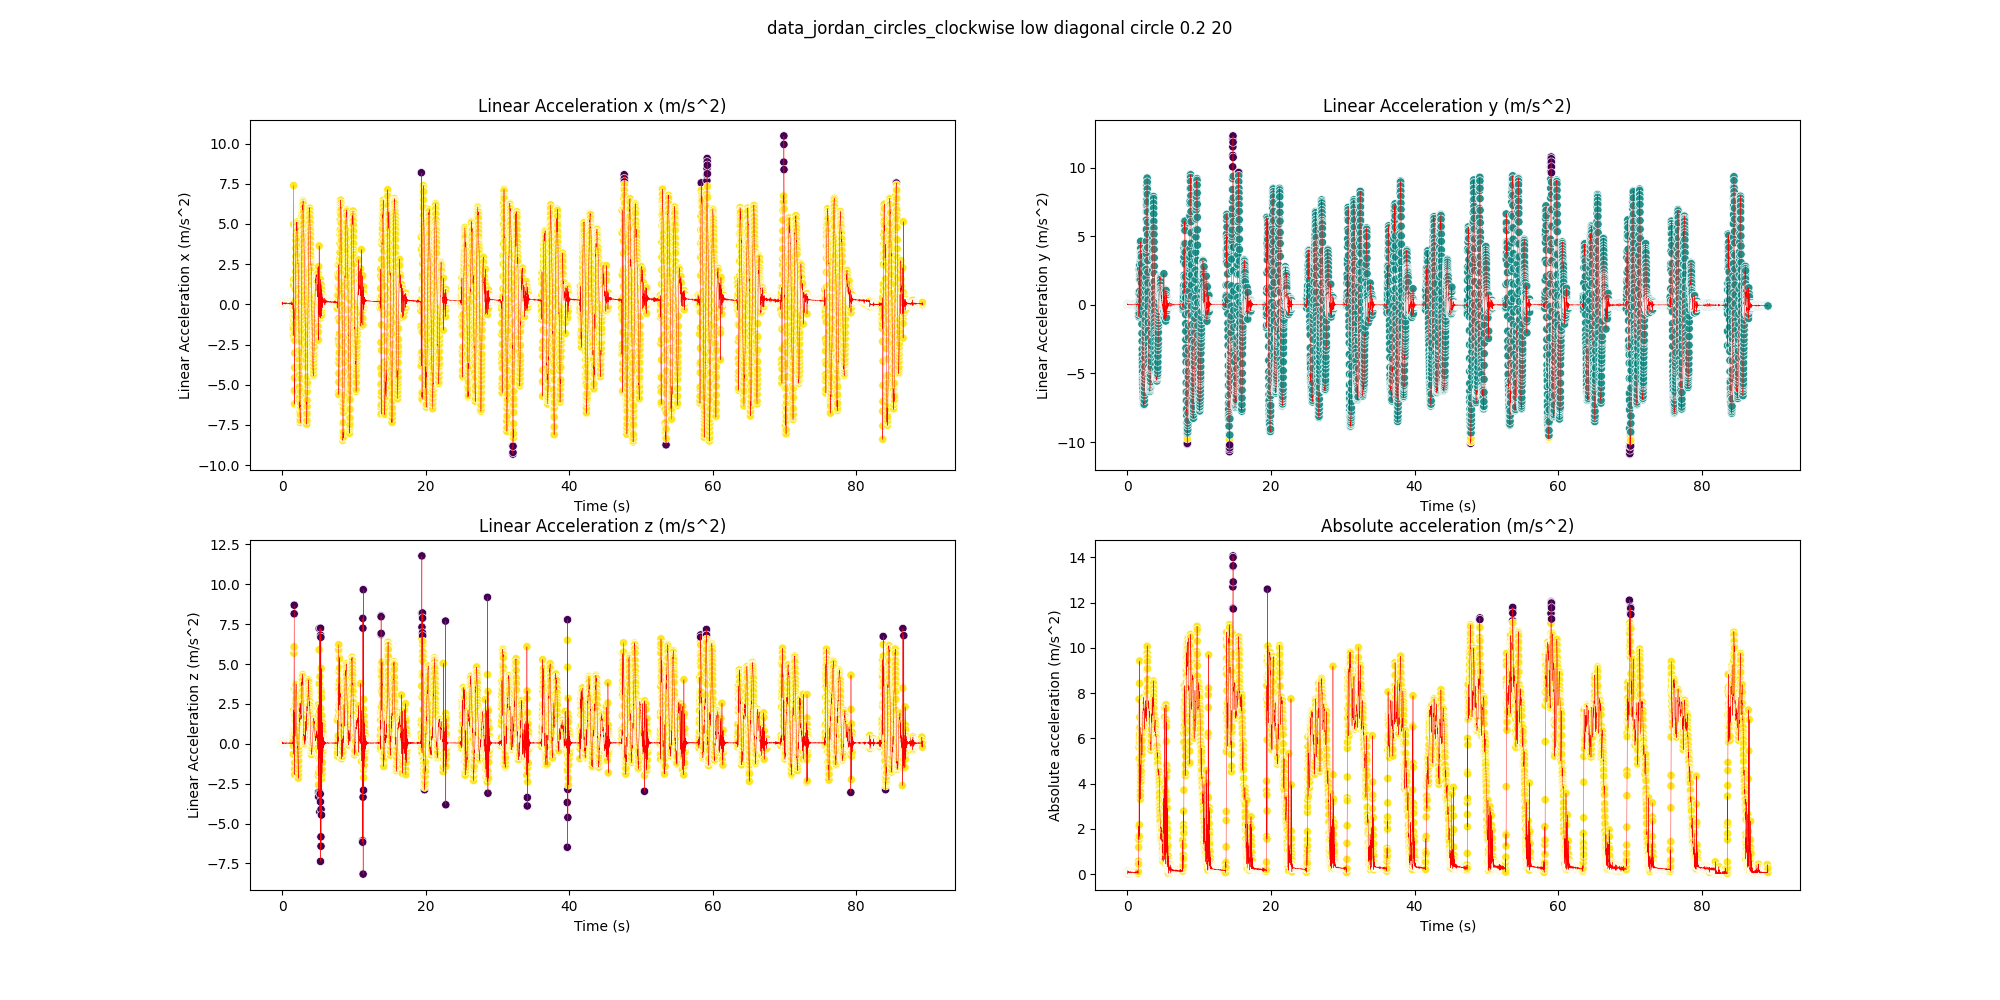 data_jordan_circles_clockwise low diagonal circle 0.2 20
Linear Acceleration x (m/s^2)
Linear Acceleration x (m/s^2)
10.0
7.5
5.0
2.5
0.0
−2.5
−5.0
−7.5
−10.0
0 20 40 60 80
Time (s)
Linear Acceleration y (m/s^2)
Linear Acceleration y (m/s^2)
10
5
0
−5
−10
0 20 40 60 80
Time (s)
Linear Acceleration z (m/s^2)
Linear Acceleration z (m/s^2)
12.5
10.0
7.5
5.0
2.5
0.0
−2.5
−5.0
−7.5
0 20 40 60 80
Time (s)
Absolute acceleration (m/s^2)
Absolute acceleration (m/s^2)
14
12
10
8
6
4
2
0
0 20 40 60 80
Time (s)